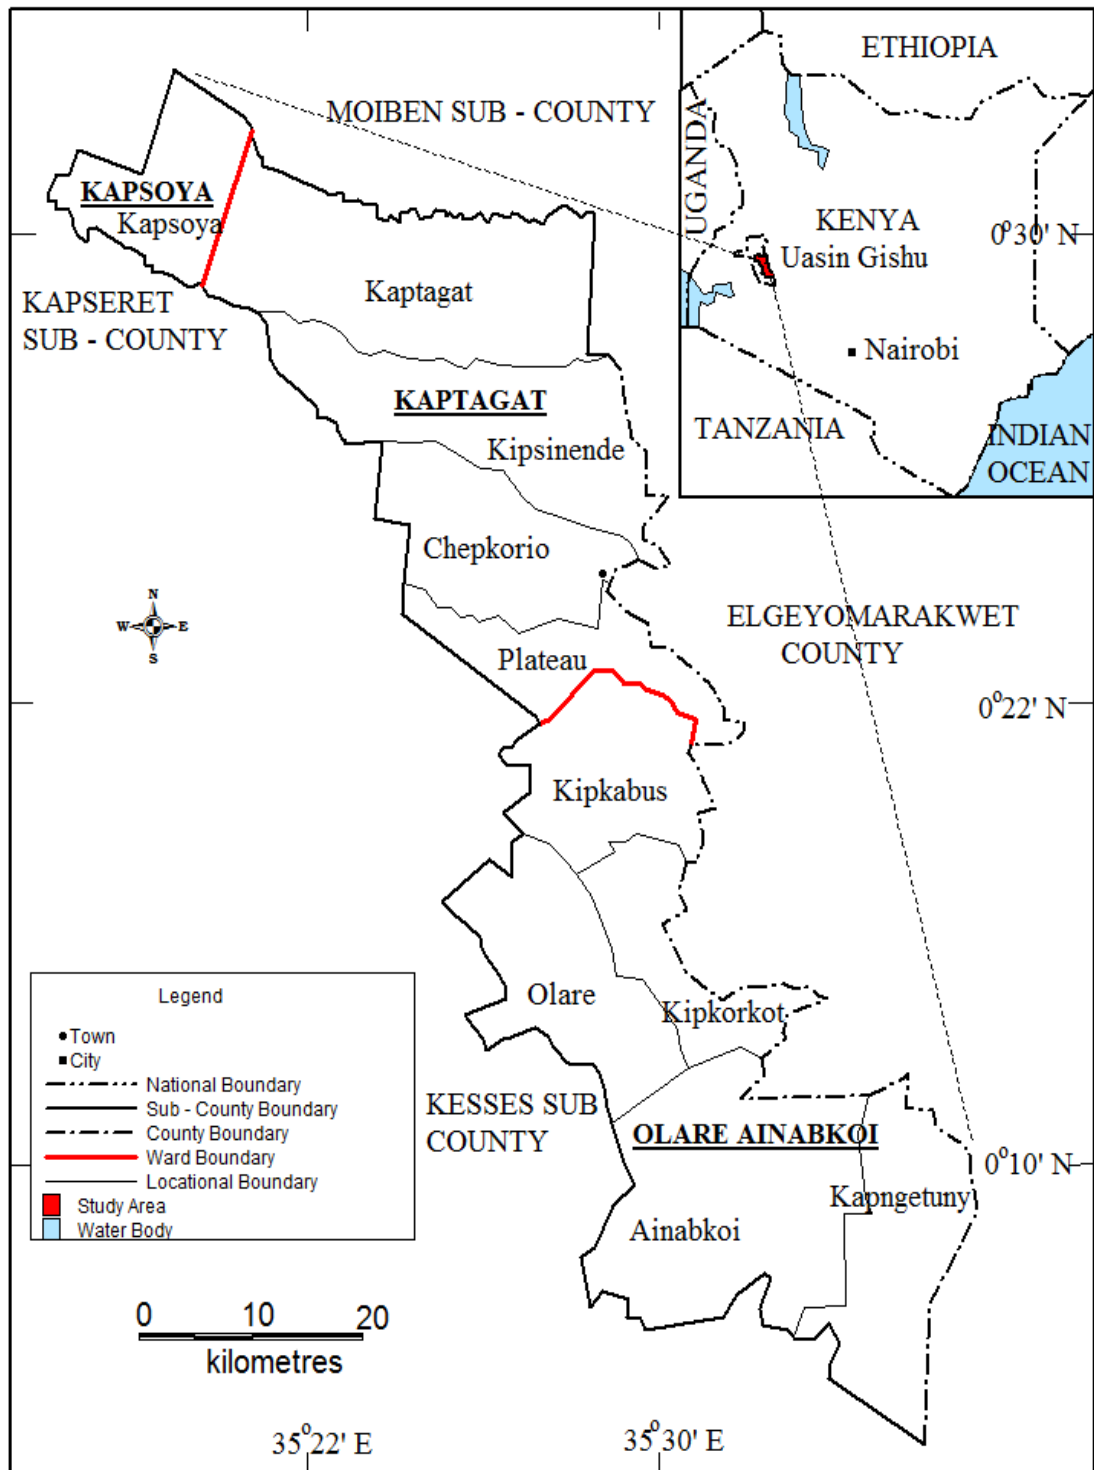 ETHIOPIA
MOIBEN SUB - COUNTY
UGANDA
KAPSOYA
Kapsoya
KENYA
0°30' N
Uasin Gishu
Kaptagat
KAPSERET
SUB - COUNTY
Nairobi
KAPTAGAT
TANZANIA
INDIAN
OCEAN
Kipsinende
Chepkorio
N
W E
S
ELGEYOMARAKWET
COUNTY
Plateau
0°22' N
Kipkabus
Olare
Kipkorkot
Legend
Town
City
National Boundary
Sub - County Boundary
County Boundary
Ward Boundary
Locational Boundary
Study Area
Water Body
KESSES SUB
COUNTY
OLARE AINABKOI
0°10' N
Kapngetuny
Ainabkoi
0 10 20
kilometres
35°22' E
35°30' E